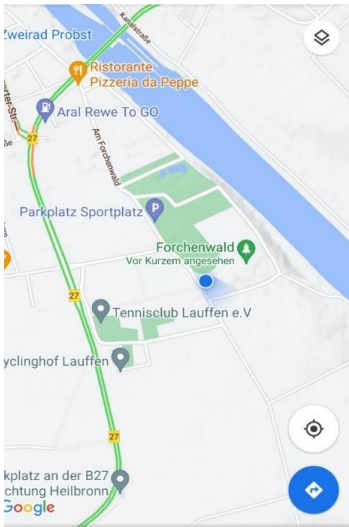 Zweirad Probst
Kanalstraße
Ristorante
Pizzeria da Peppe
Aral Rewe To GO
27
Am Forchenwald
Parkplatz Sportplatz
P
Forchenwald
Vor Kurzem angesehen
27
Tennisclub Lauffen e.V
yclinghof Lauffen
27
kplatz an der B27
chtung Heilbronn
Google